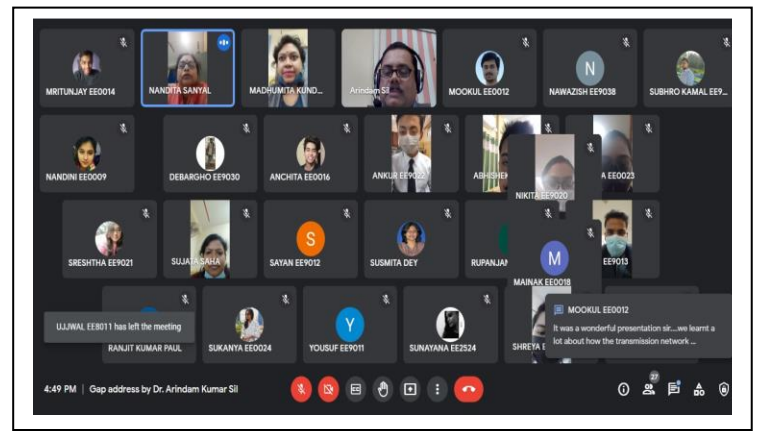 MRITUNJAY EE0014
NANDITA SANYAL
MADHUMITA KUND...
Arindam Sil
MOOKUL EE0012
N
NAWAZISH EE9038
SUBHRO KAMAL EE9...
NANDINI EE0009
DEBARGHO EE9030
ANCHITA EE0016
ANKUR EE9022
ABHISHEK
NIKITA EE9020
A EE0023
SRESHTHA EE9021
SUJATA SAHA
S
SAYAN EE9012
SUSMITA DEY
RUPANJAN
M
MAINAK EE0018
EE9013
UJJWAL EE8011 has left the meeting
RANJIT KUMAR PAUL
SUKANYA EE0024
Y
YOUSUF EE9011
SUNAYANA EE2524
SHREYA E
MOOKUL EE0012
It was a wonderful presentation sir...we learnt a
lot about how the transmission network ...
4:49 PM | Gap address by Dr. Arindam Kumar Sil
27